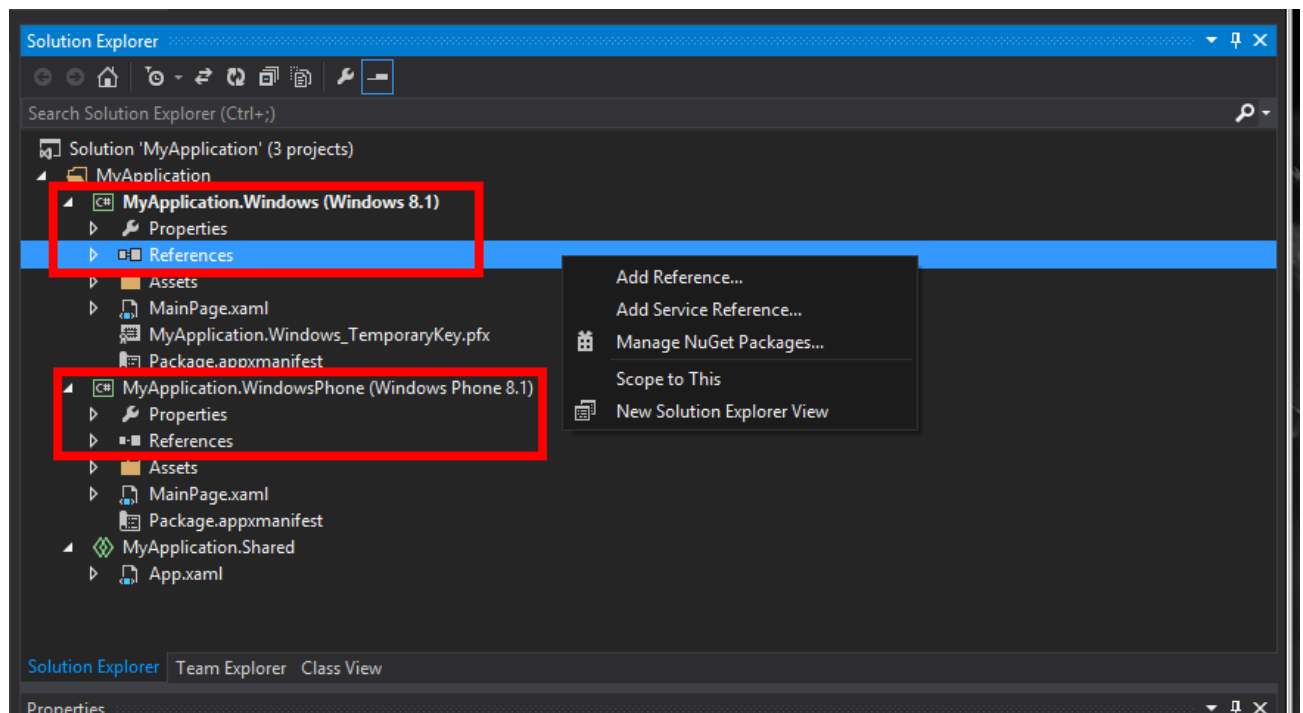 Solution Explorer
Search Solution Explorer (Ctrl+;)
Solution 'MyApplication' (3 projects)
MyApplication
C# MyApplication.Windows (Windows 8.1)
Properties
References
Assets
MainPage.xaml
MyApplication.Windows_TemporaryKey.pfx
Package.appxmanifest
C# MyApplication.WindowsPhone (Windows Phone 8.1)
Properties
References
Assets
MainPage.xaml
Package.appxmanifest
MyApplication.Shared
App.xaml
Add Reference...
Add Service Reference...
Manage NuGet Packages...
Scope to This
New Solution Explorer View
Solution Explorer Team Explorer Class View
Properties